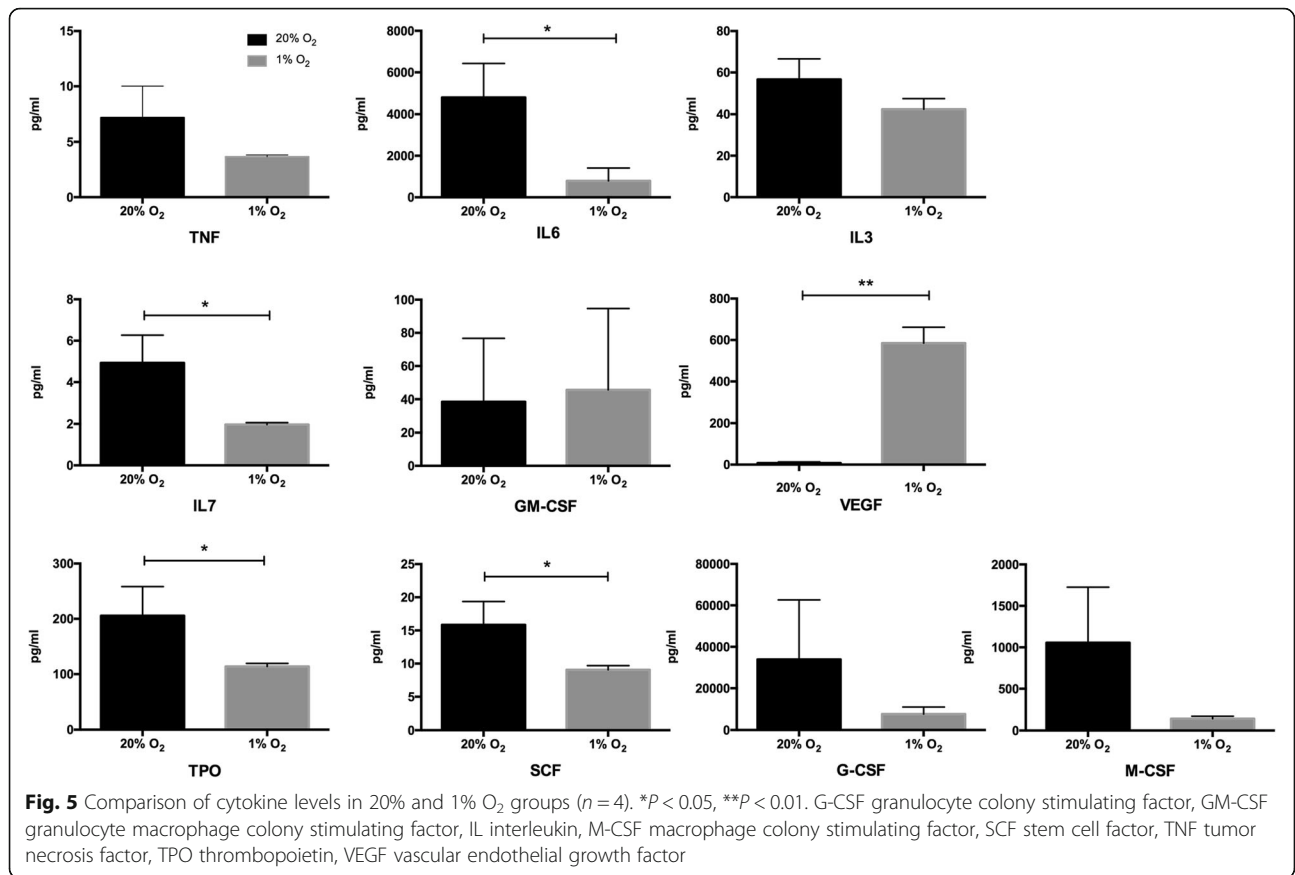 15
10
5
0
pg/ml
20% O₂
1% O₂
20% O₂
1% O₂
TNF
8000
6000
4000
2000
0
pg/ml
*
20% O₂
1% O₂
IL6
80
60
40
20
0
pg/ml
20% O₂
1% O₂
IL3
8
6
4
2
0
pg/ml
*
20% O₂
1% O₂
IL7
100
80
60
40
20
0
pg/ml
20% O₂
1% O₂
GM-CSF
800
600
400
200
0
pg/ml
**
20% O₂
1% O₂
VEGF
300
200
100
0
pg/ml
*
20% O₂
1% O₂
TPO
25
20
15
10
5
0
pg/ml
*
20% O₂
1% O₂
SCF
80000
60000
40000
20000
0
pg/ml
20% O₂
1% O₂
G-CSF
2000
1500
1000
500
0
pg/ml
20% O₂
1% O₂
M-CSF
Fig. 5 Comparison of cytokine levels in 20% and 1% O₂ groups (n = 4). *P < 0.05, **P < 0.01. G-CSF granulocyte colony stimulating factor, GM-CSF
granulocyte macrophage colony stimulating factor, IL interleukin, M-CSF macrophage colony stimulating factor, SCF stem cell factor, TNF tumor
necrosis factor, TPO thrombopoietin, VEGF vascular endothelial growth factor